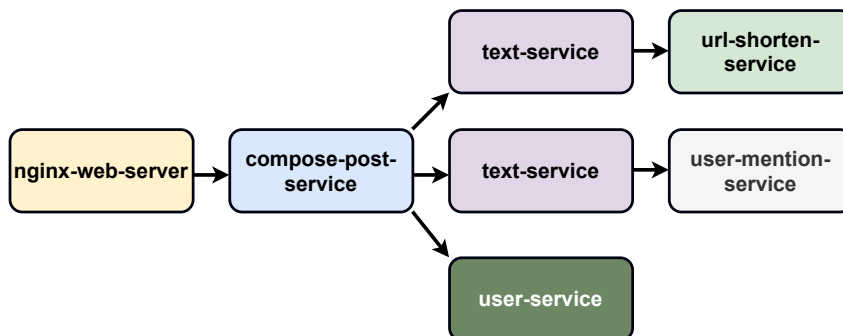 text-service
url-shorten-
service
nginx-web-server
compose-post-
service
text-service
user-mention-
service
user-service